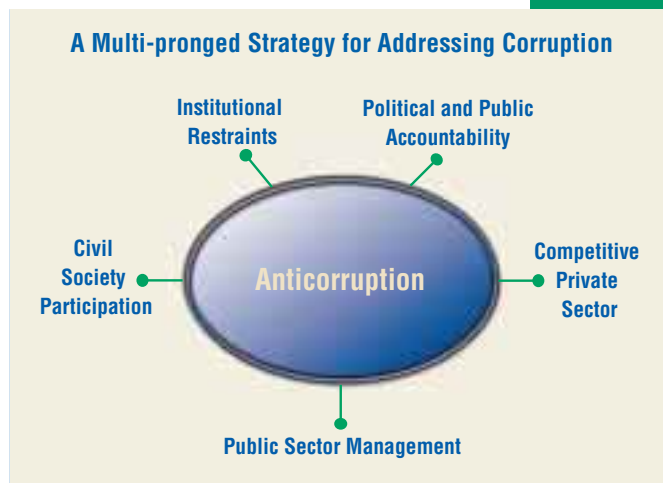 A Multi-pronged Strategy for Addressing Corruption
Institutional
Restraints
Political and Public
Accountability
Civil
Society
Participation
Anticorruption
Competitive
Private
Sector
Public Sector Management